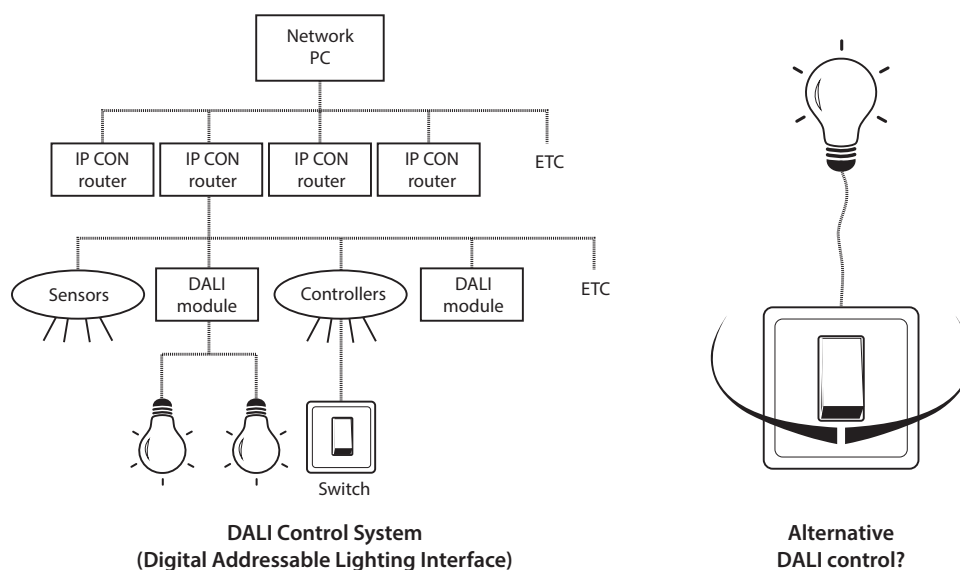 Network
PC
IP CON
router
IP CON
router
IP CON
router
IP CON
router
ETC
Sensors
DALI
module
Controllers
DALI
module
ETC
Switch
DALI Control System
(Digital Addressable Lighting Interface)
Alternative
DALI control?